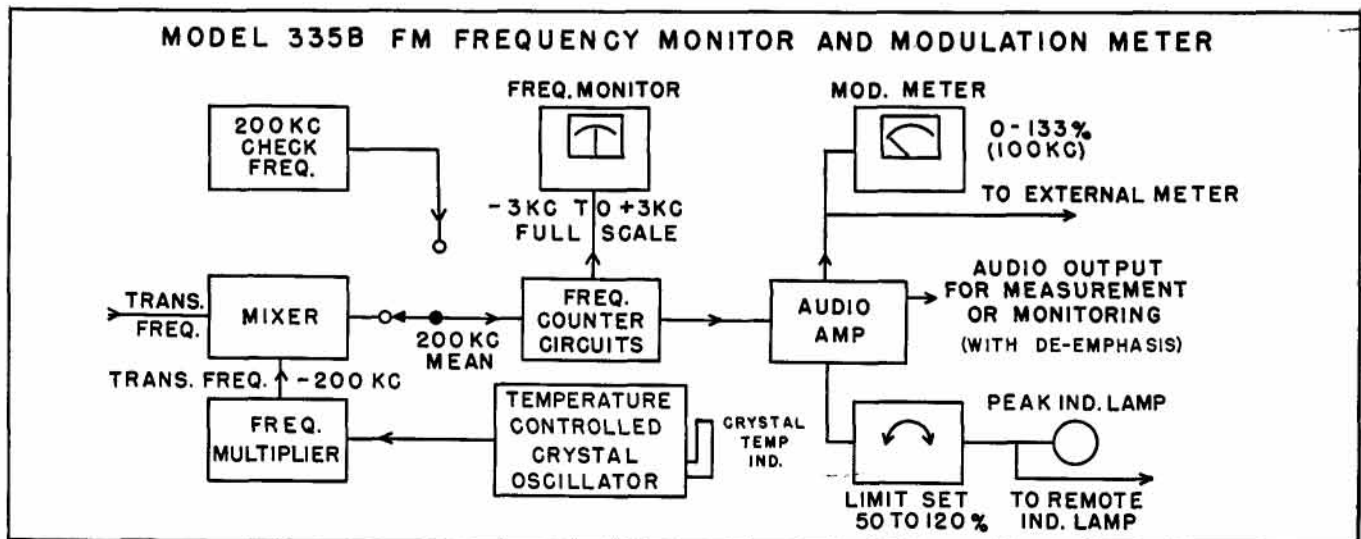 MODEL 335B FM FREQUENCY MONITOR AND MODULATION METER
FREQ. MONITOR
MOD. METER
200 KC
CHECK
FREQ.
0-133%
(100KC)
TO EXTERNAL METER
-3KC TO +3KC
FULL SCALE
TRANS.
FREQ.
MIXER
200KC
MEAN
FREQ.
COUNTER
CIRCUITS
AUDIO
AMP
AUDIO OUTPUT
FOR MEASUREMENT
OR MONITORING
(WITH DE-EMPHASIS)
TRANS. FREQ. -200 KC
FREQ.
MULTIPLIER
TEMPERATURE
CONTROLLED
CRYSTAL
OSCILLATOR
CRYSTAL
TEMP
IND.
PEAK IND. LAMP
LIMIT SET
50 TO 120%
TO REMOTE
IND. LAMP